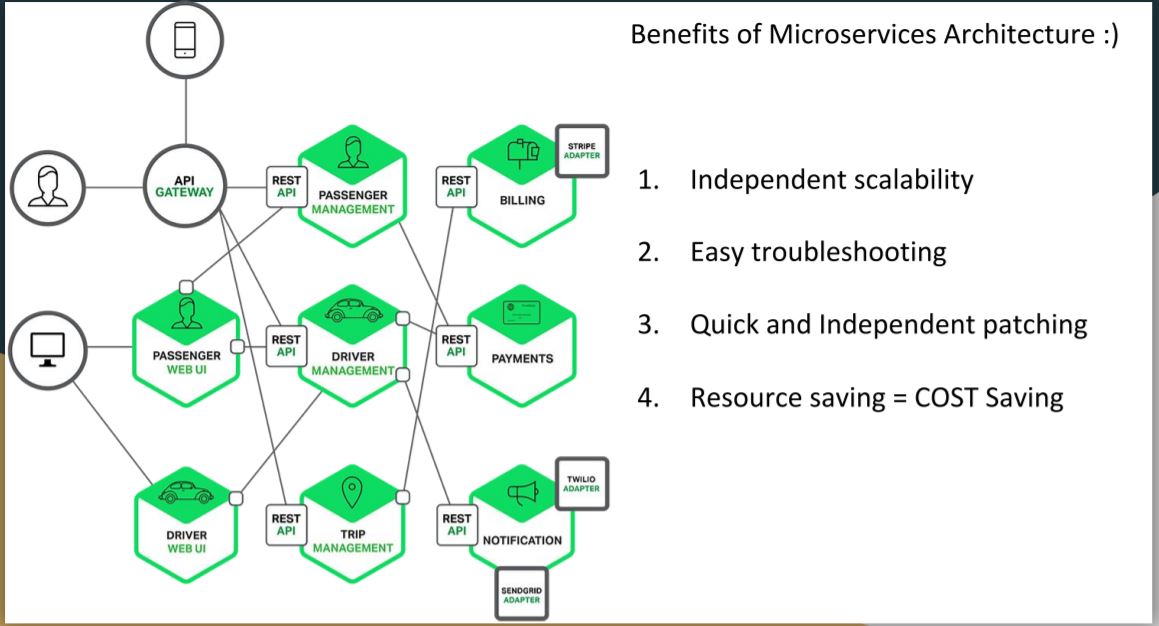 Benefits of Microservices Architecture :)
1. Independent scalability
2. Easy troubleshooting
3. Quick and Independent patching
4. Resource saving = COST Saving
API
GATEWAY
REST
API
PASSENGER
MANAGEMENT
REST
API
BILLING
STRIPE
ADAPTER
PASSENGER
WEB UI
REST
API
DRIVER
MANAGEMENT
REST
API
PAYMENTS
DRIVER
WEB UI
REST
API
TRIP
MANAGEMENT
REST
API
NOTIFICATION
TWILIO
ADAPTER
SENDGRID
ADAPTER